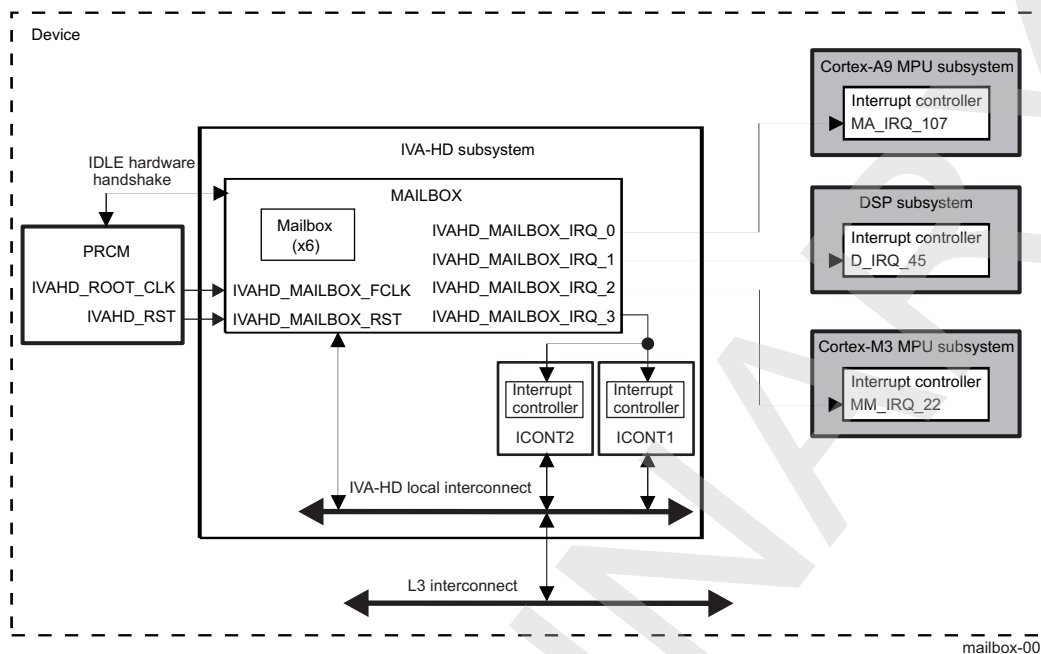 Device
Cortex-A9 MPU subsystem
Interrupt controller
MA_IRQ_107
IVA-HD subsystem
IDLE hardware
handshake
MAILBOX
Mailbox
(x6)
DSP subsystem
Interrupt controller
D_IRQ_45
IVAHD_MAILBOX_IRQ_0
IVAHD_MAILBOX_IRQ_1
IVAHD_MAILBOX_IRQ_2
IVAHD_MAILBOX_IRQ_3
PRCM
IVAHD_ROOT_CLK
IVAHD_RST
IVAHD_MAILBOX_FCLK
IVAHD_MAILBOX_RST
Cortex-M3 MPU subsystem
Interrupt controller
MM_IRQ_22
Interrupt
controller
ICONT2
Interrupt
controller
ICONT1
IVA-HD local interconnect
L3 interconnect
mailbox-00